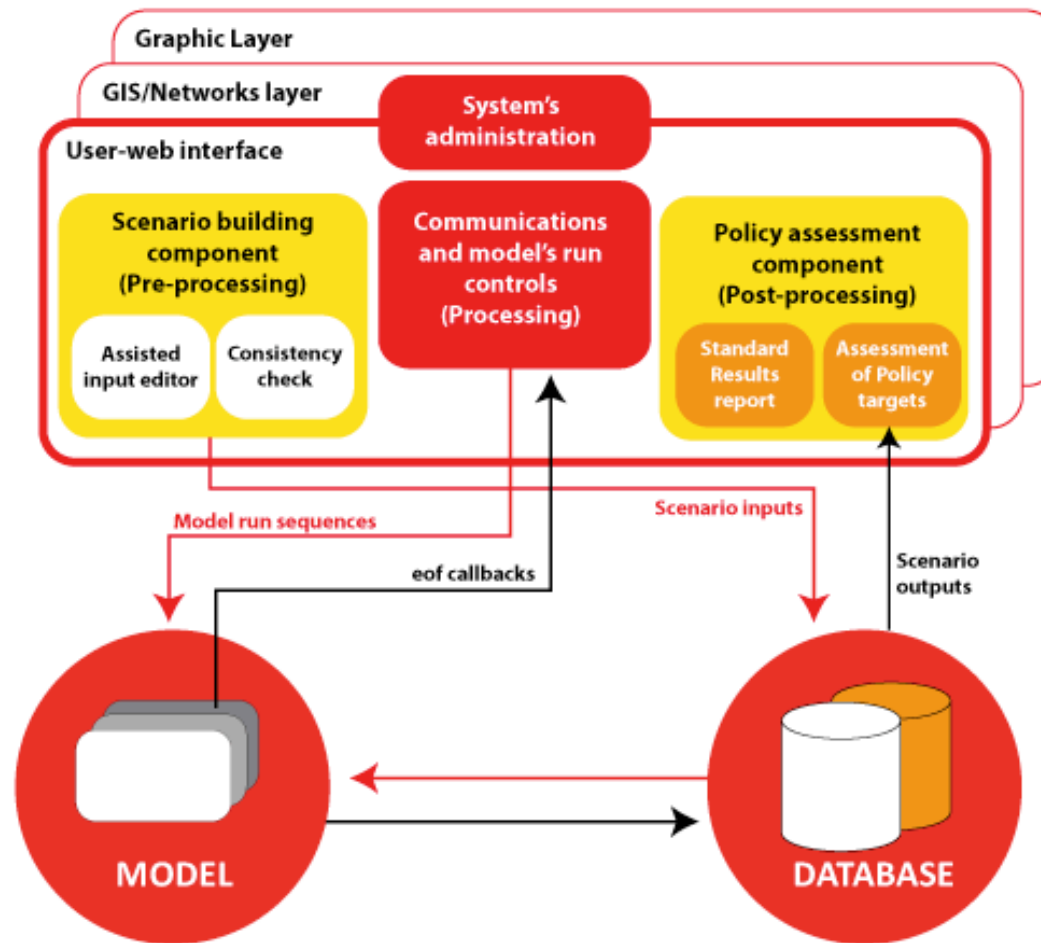 Graphic Layer
GIS/Networks layer
System's
administration
User-web interface
Scenario building
component
(Pre-processing)
Assisted
input editor
Consistency
check
Communications
and model's run
controls
(Processing)
Policy assessment
component
(Post-processing)
Standard
Results
report
Assessment
of Policy
targets
Model run sequences
Scenario inputs
eof callbacks
Scenario
outputs
MODEL
DATABASE